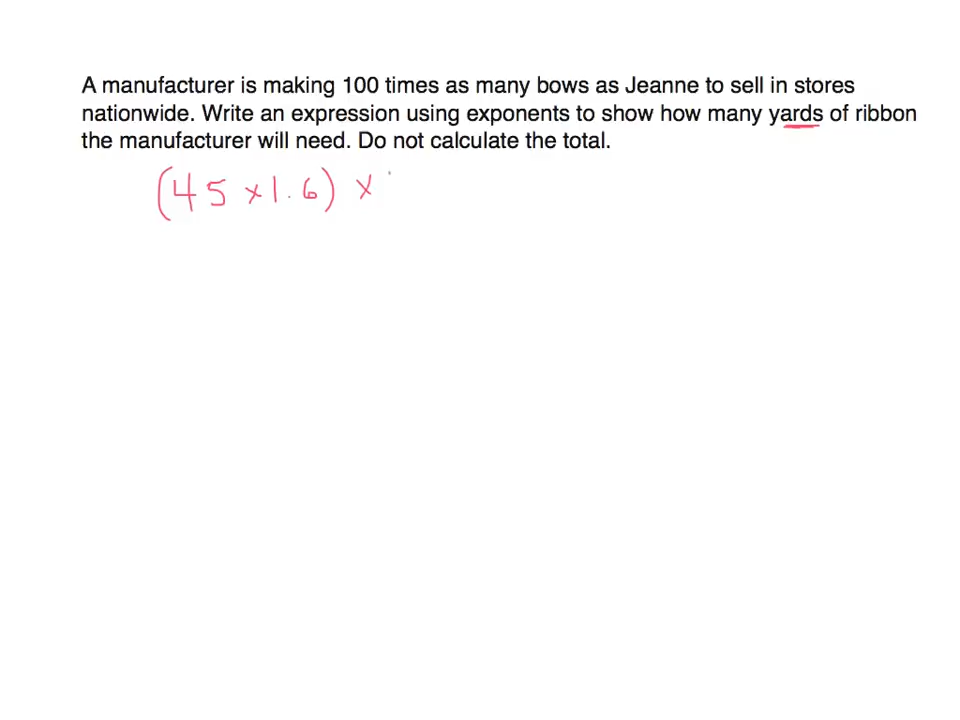 A manufacturer is making 100 times as many bows as Jeanne to sell in stores
nationwide. Write an expression using exponents to show how many yards of ribbon
the manufacturer will need. Do not calculate the total.
(45 x 1.6) x